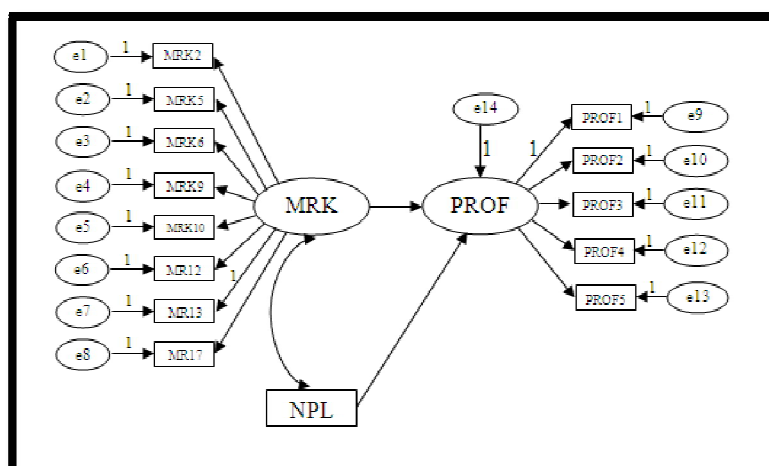 e1 1 MRK2
e2 1 MRK5
e3 1 MRK6
e4 1 MRK9
e5 1 MRK10
e6 1 MR12
e7 1 MR13
e8 1 MR17
1
MRK
NPL
e14
1
PROF
1
PROF1 1 e9
PROF2 1 e10
PROF3 1 e11
PROF4 1 e12
PROF5 1 e13